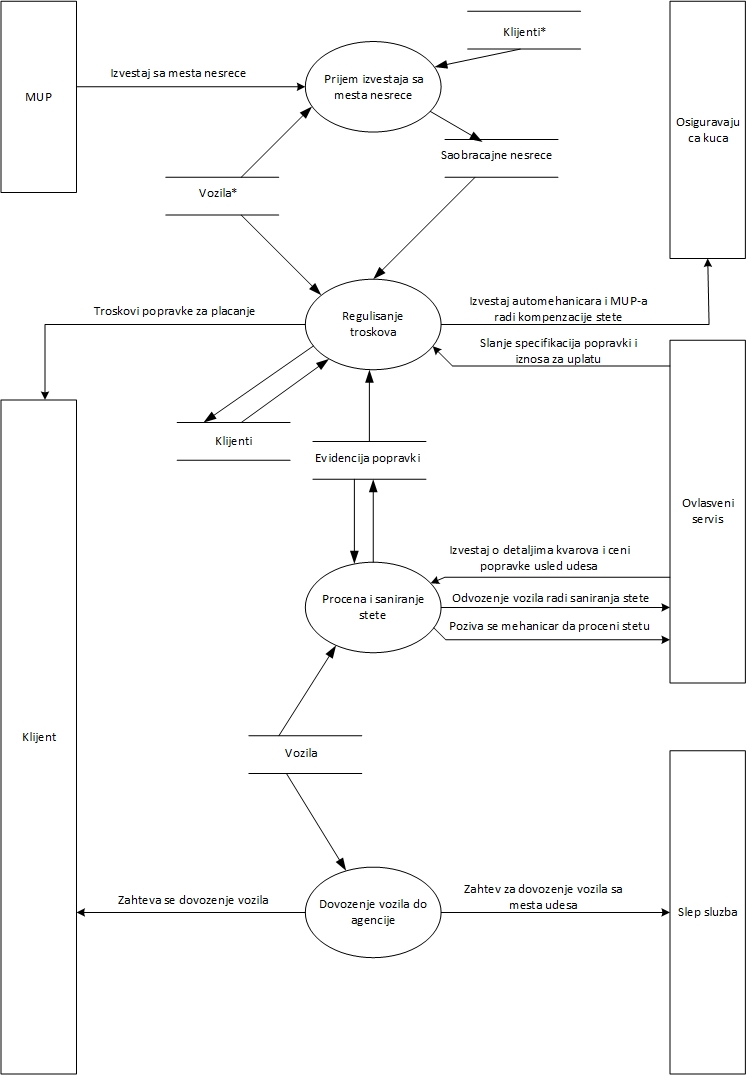 Klijenti*
Izvestaj sa mesta nesrece
Prijem izvestaja sa
mesta nesrece
MUP
Osiguravaju
ca kuca
Saobracajne nesrece
Vozila*
Troskovi popravke za placanje
Regulisanje
troskova
Izvestaj automehanicara i MUP-a
radi kompenzacije stete
Slanje specifikacija popravki i
iznosa za uplatu
Klijenti
Evidencija popravki
Ovlasveni
servis
Izvestaj o detaljima kvarova i ceni
popravke usled udesa
Procena i saniranje
stete
Odvozenje vozila radi saniranja stete
Poziva se mehanicar da proceni stetu
Klijent
Vozila
Zahteva se dovozenje vozila
Dovozenje vozila do
agencije
Zahtev za dovozenje vozila sa
mesta udesa
Slep sluzba